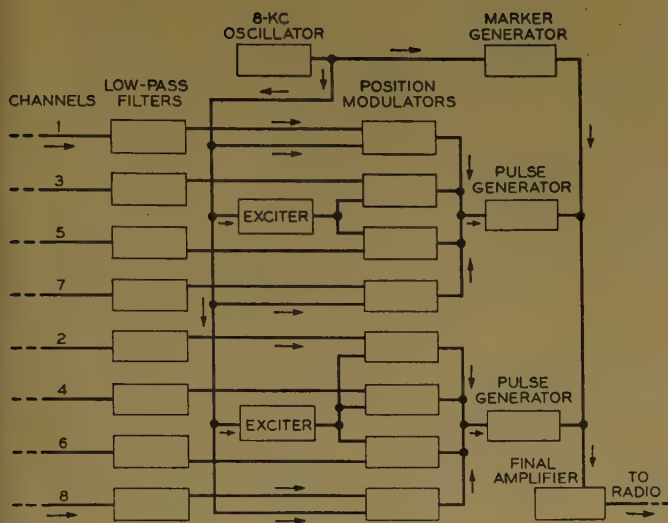 8-KC
OSCILLATOR
MARKER
GENERATOR
CHANNELS
LOW-PASS
FILTERS
POSITION
MODULATORS
1
3
5
7
2
4
6
8
EXCITER
EXCITER
PULSE
GENERATOR
PULSE
GENERATOR
FINAL
AMPLIFIER
TO
RADIO